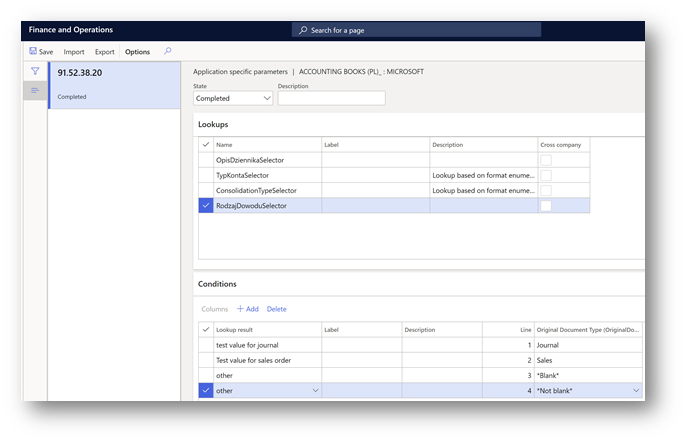 Finance and Operations
Search for a page
Save Import Export Options
91.52.38.20
Completed
Application specific parameters | ACCOUNTING BOOKS (PL)_ : MICROSOFT
State Description
Completed
Lookups
Name Label Description Cross company
OpisDziennikaSelector
TypKontaSelector Lookup based on format enume...
ConsolidationTypeSelector Lookup based on format enume...
RodzajDowoduSelector
Conditions
Columns + Add Delete
Lookup result Label Description Line Original Document Type (OriginalDo...
test value for journal 1 Journal
Test value for sales order 2 Sales
other 3 *Blank*
other 4 *Not blank*